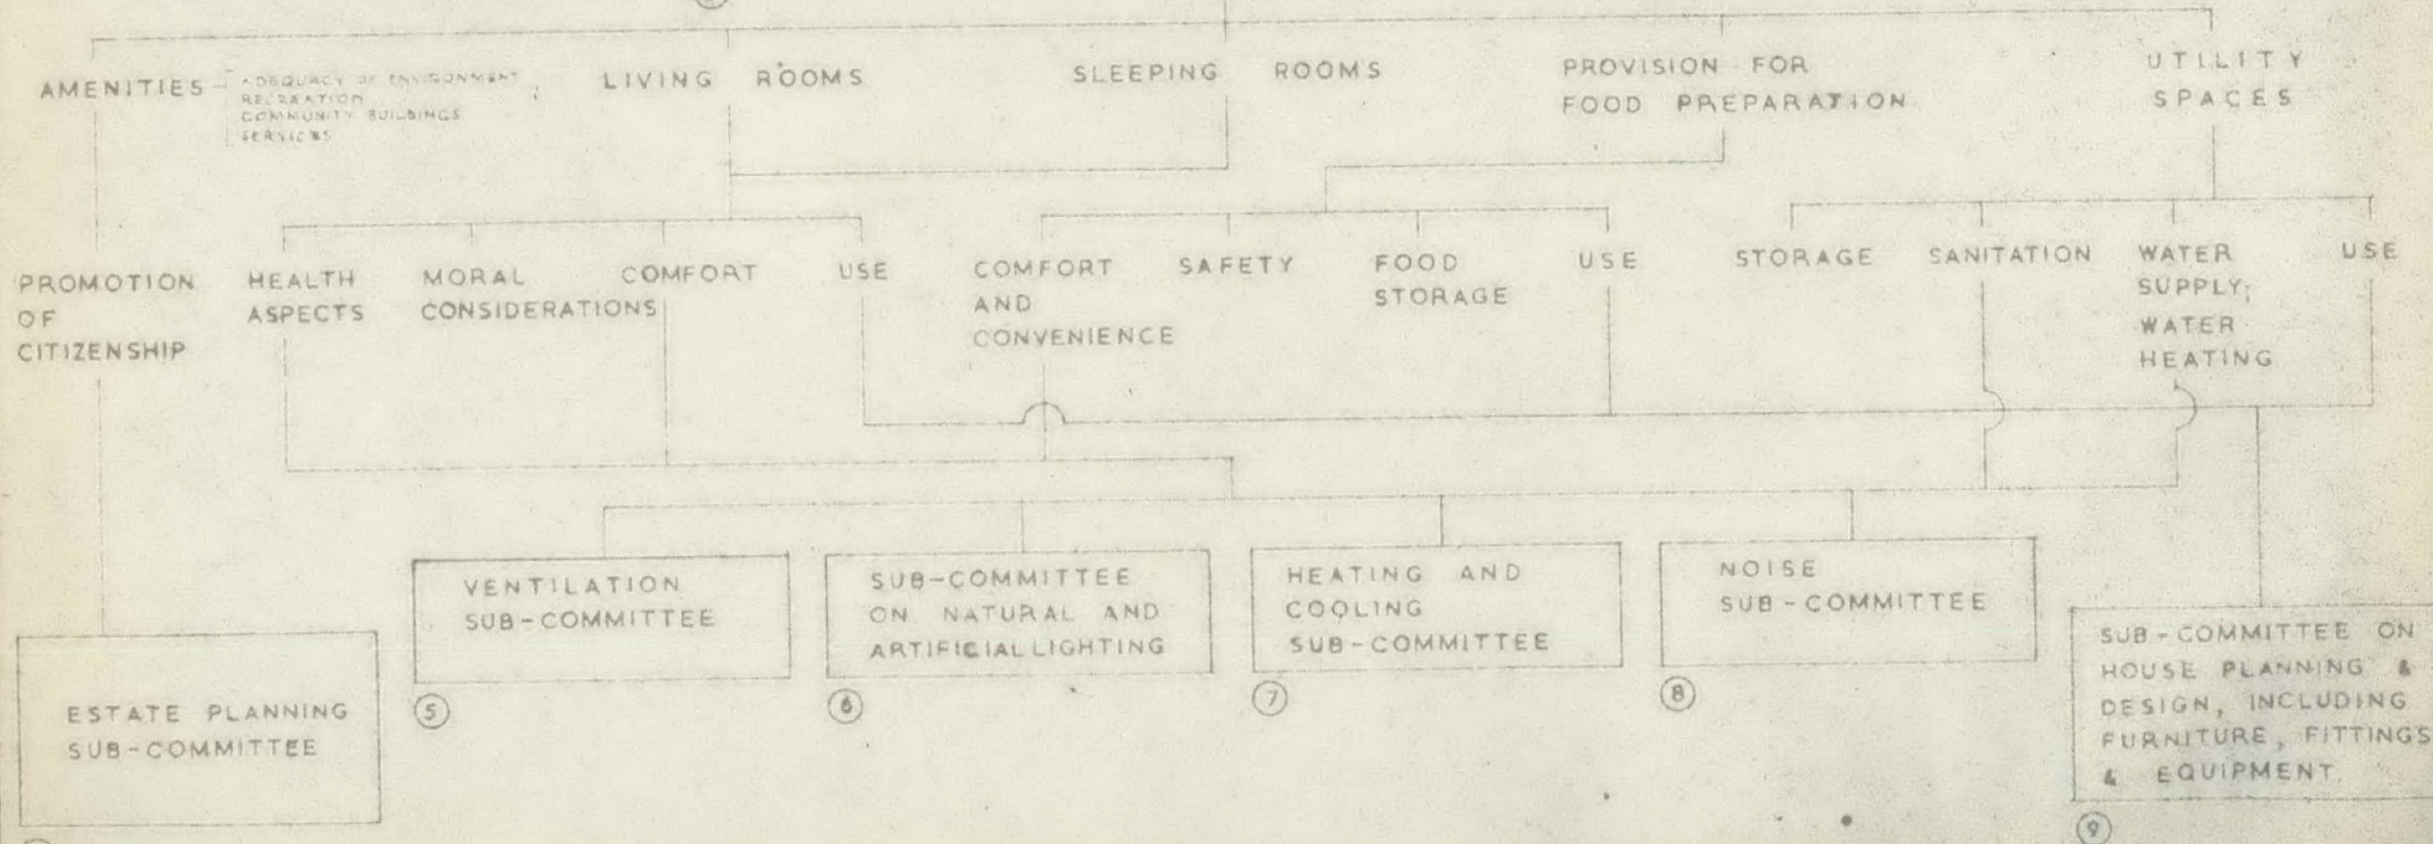 AMENITIES
ADEQUACY OF ENVIRONMENT
RECREATION
COMMUNITY BUILDINGS
SERVICES
LIVING ROOMS
SLEEPING ROOMS
PROVISION FOR
FOOD PREPARATION
UTILITY
SPACES
PROMOTION
OF
CITIZENSHIP
HEALTH
ASPECTS
MORAL
CONSIDERATIONS
COMFORT
USE
COMFORT
AND
CONVENIENCE
SAFETY
FOOD
STORAGE
USE
STORAGE
SANITATION
WATER
SUPPLY;
WATER
HEATING
USE
ESTATE PLANNING
SUB-COMMITTEE
VENTILATION
SUB-COMMITTEE
5
SUB-COMMITTEE
ON NATURAL AND
ARTIFICIAL LIGHTING
6
HEATING AND
COOLING
SUB-COMMITTEE
7
NOISE
SUB-COMMITTEE
8
SUB-COMMITTEE ON
HOUSE PLANNING &
DESIGN, INCLUDING
FURNITURE, FITTINGS
& EQUIPMENT.
9